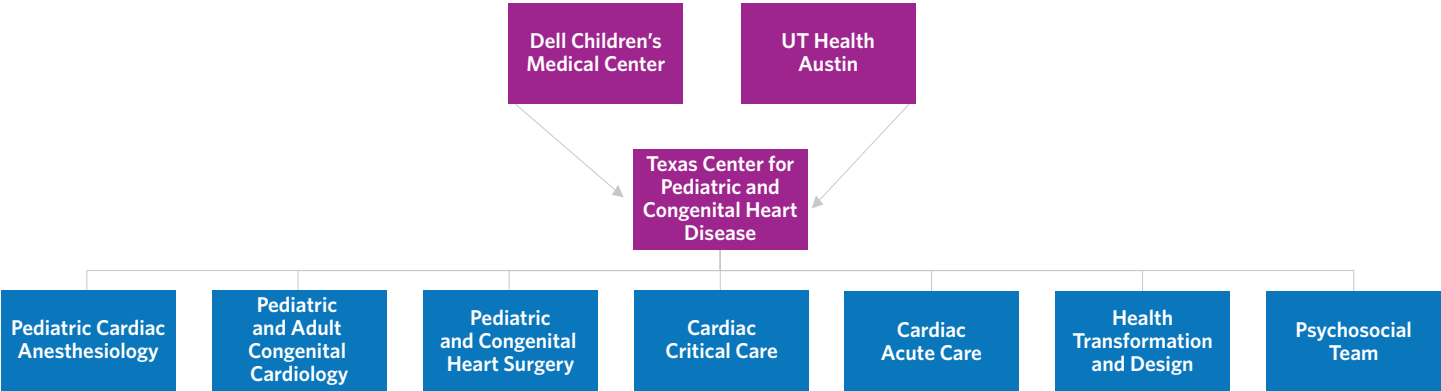 Dell Children’s
Medical Center
UT Health
Austin
Texas Center for
Pediatric and
Congenital Heart
Disease
Pediatric Cardiac
Anesthesiology
Pediatric
and Adult
Congenital
Cardiology
Pediatric
and Congenital
Heart Surgery
Cardiac
Critical Care
Cardiac
Acute Care
Health
Transformation
and Design
Psychosocial
Team